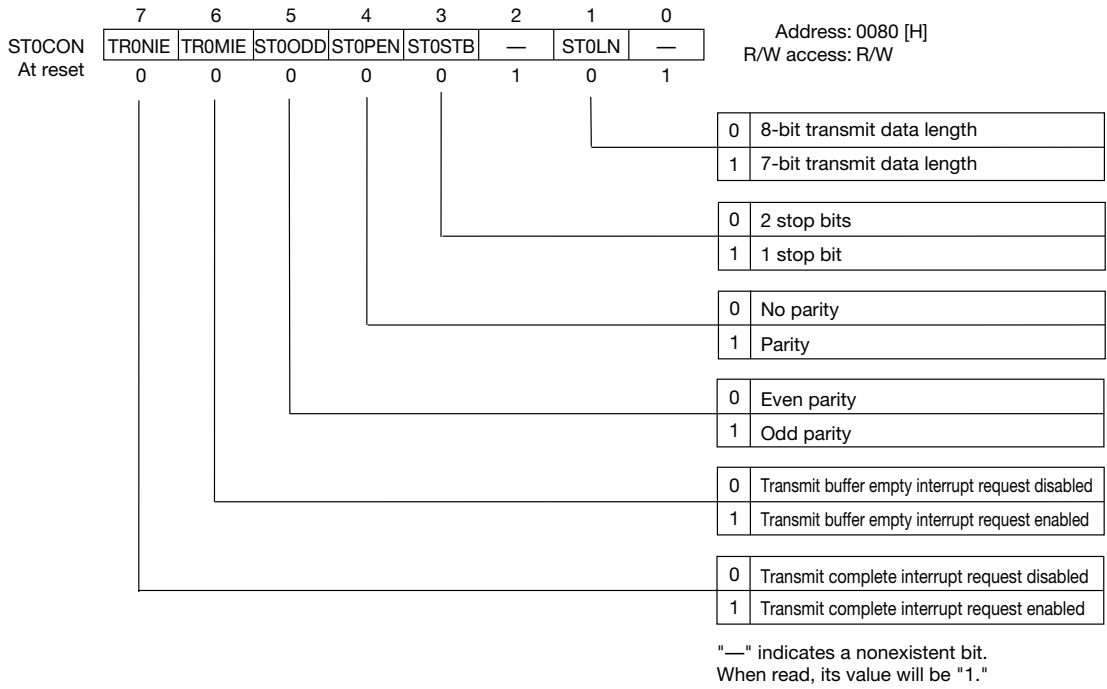 7 6 5 4 3 2 1 0
ST0CON TR0NIE TR0MIE ST0ODD ST0PEN ST0STB — ST0LN —
At reset 0 0 0 0 0 1 0 1
Address: 0080 [H]
R/W access: R/W
0 8-bit transmit data length
1 7-bit transmit data length
0 2 stop bits
1 1 stop bit
0 No parity
1 Parity
0 Even parity
1 Odd parity
0 Transmit buffer empty interrupt request disabled
1 Transmit buffer empty interrupt request enabled
0 Transmit complete interrupt request disabled
1 Transmit complete interrupt request enabled
"—" indicates a nonexistent bit.
When read, its value will be "1."